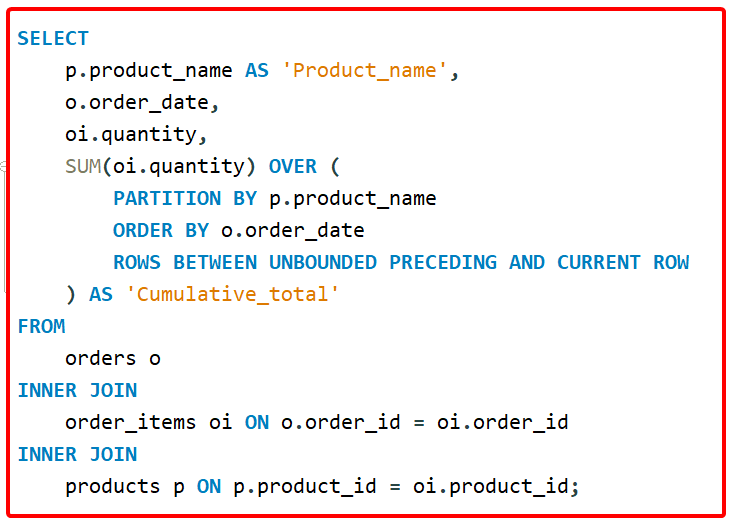 SELECT
    p.product_name AS 'Product_name',
    o.order_date,
    oi.quantity,
    SUM(oi.quantity) OVER (
        PARTITION BY p.product_name
        ORDER BY o.order_date
        ROWS BETWEEN UNBOUNDED PRECEDING AND CURRENT ROW
    ) AS 'Cumulative_total'
FROM
    orders o
INNER JOIN
    order_items oi ON o.order_id = oi.order_id
INNER JOIN
    products p ON p.product_id = oi.product_id;